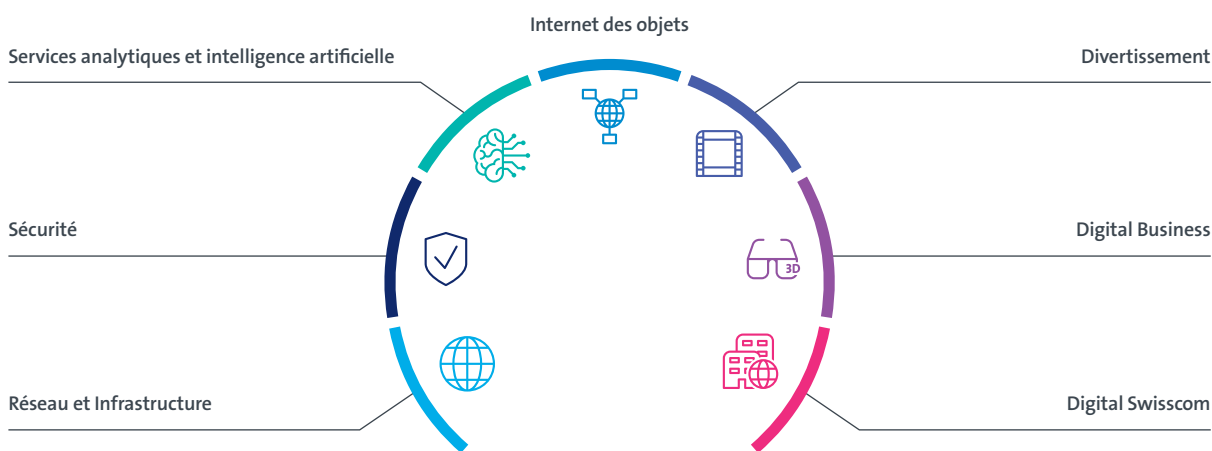 Internet des objets
Services analytiques et intelligence artificielle
Divertissement
Sécurité
Digital Business
3D
Réseau et Infrastructure
Digital Swisscom